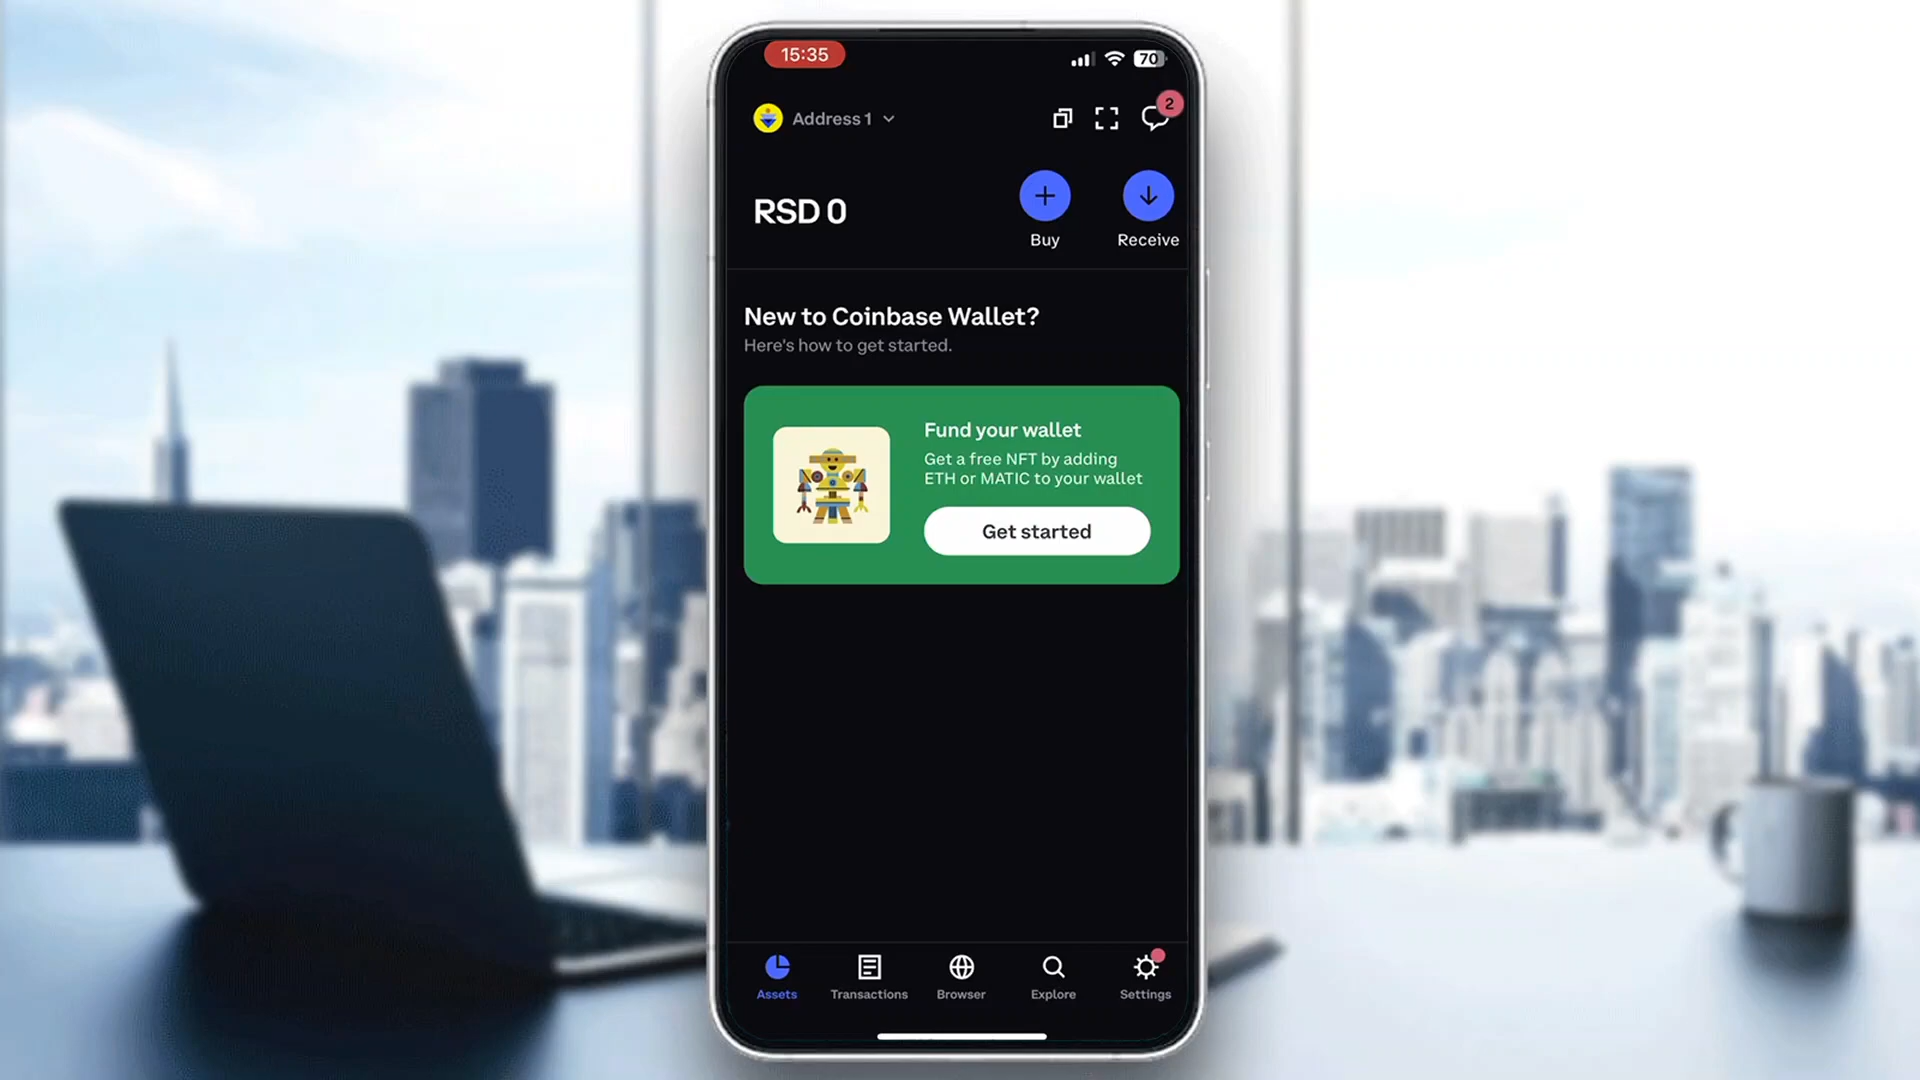 15:35
70
Address 1
2
RSD 0
Buy
Receive
New to Coinbase Wallet?
Here's how to get started.
Fund your wallet
Get a free NFT by adding
ETH or MATIC to your wallet
Get started
Assets
Transactions
Browser
Explore
Settings